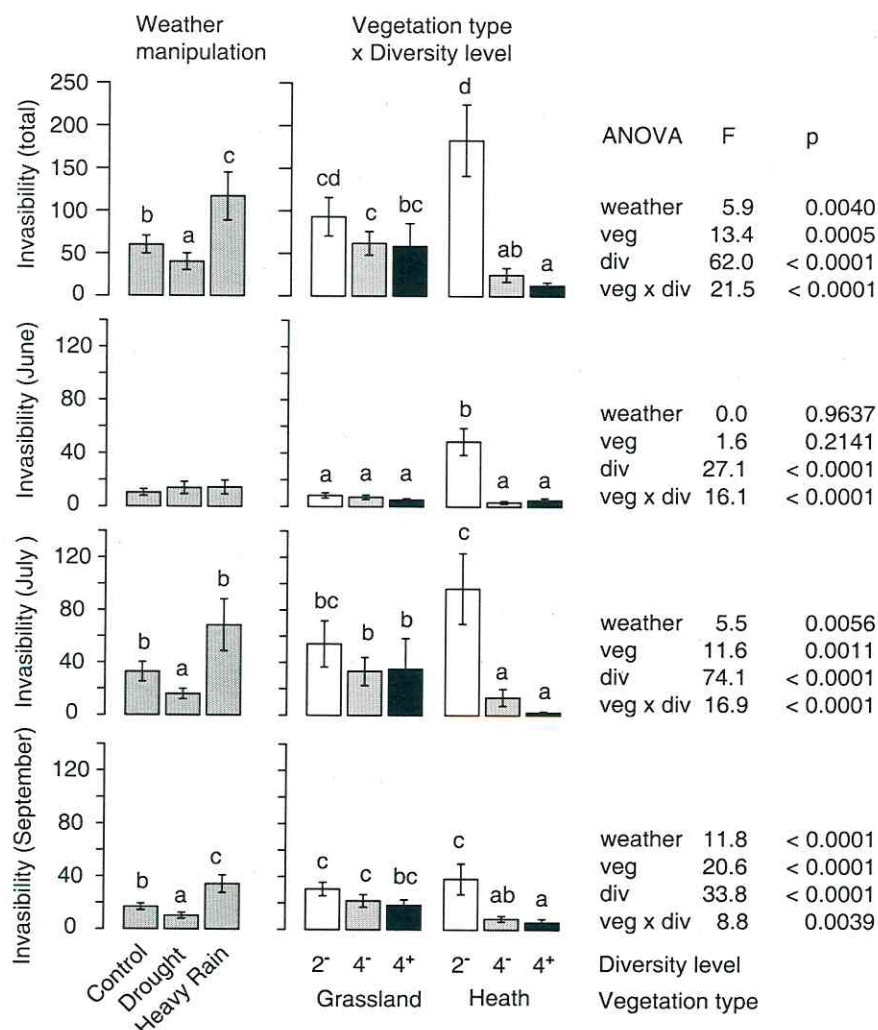 Weather manipulation
Vegetation type x Diversity level
Invasibility (total)
250
200
150
100
50
0
b
a
c
cd
c
bc
d
ab
a
ANOVA F p
weather 5.9 0.0040
veg 13.4 0.0005
div 62.0 < 0.0001
veg x div 21.5 < 0.0001
Invasibility (June)
120
80
40
0
a
a
a
b
a
a
weather 0.0 0.9637
veg 1.6 0.2141
div 27.1 < 0.0001
veg x div 16.1 < 0.0001
Invasibility (July )
120
80
40
0
b
a
b
bc
b
b
c
a
a
weather 5.5 0.0056
veg 11.6 0.0011
div 74.1 < 0.0001
veg x div 16.9 < 0.0001
Invasibility (September)
120
80
40
0
b
a
c
c
c
bc
c
ab
a
weather 11.8 < 0.0001
veg 20.6 < 0.0001
div 33.8 < 0.0001
veg x div 8.8 0.0039
Control
Drought
Heavy Rain
2⁻ 4⁻ 4⁺ 2⁻ 4⁻ 4⁺ Diversity level
Grassland Heath Vegetation type